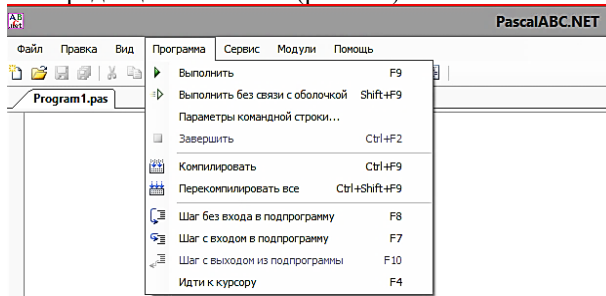 PascalABC.NET
Файл Правка Вид Программа Сервис Модули Помощь
Выполнить F9
Program1.pas
Выполнить без связи с оболочкой Shift+F9
Параметры командной строки...
Завершить Ctrl+F2
Компилировать Ctrl+F9
Перекомпилировать все Ctrl+Shift+F9
Шаг без входа в подпрограмму F8
Шаг с входом в подпрограмму F7
Шаг с выходом из подпрограммы F10
Идти к курсору F4